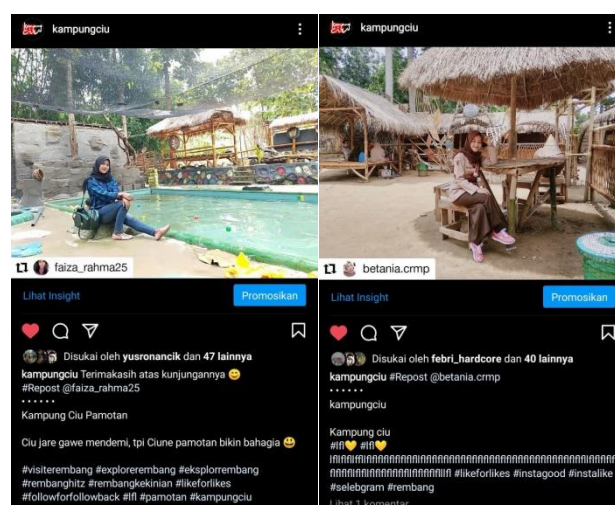 kampungciu
faiza_rahma25
Lihat Insight
Promosikan
Disukai oleh yusronancik dan 47 lainnya
kampungciu Terimakasih atas kunjungannya 😊
#Repost @faiza_rahma25
• • • • • •
Kampung Ciu Pamotan
Ciu jare gawe mendemi, tpi Ciune pamotan bikin bahagia 😃
#visiterembang #explorerembang #eksplorrembang
#rembanghitz #rembangkekinian #likeforlikes
#followforfollowback #lfl #pamotan #kampungciu
kampungciu
betania.crmp
Lihat Insight
Promosikan
Disukai oleh febri_hardcore dan 40 lainnya
kampungciu #Repost @betania.crmp
• • • • • •
kampungciu
Kampung ciu
#lfl💛 #lfl💛
#likeforlikes #instagood #instalike
#selebgram #rembang
Lihat 1 komentar